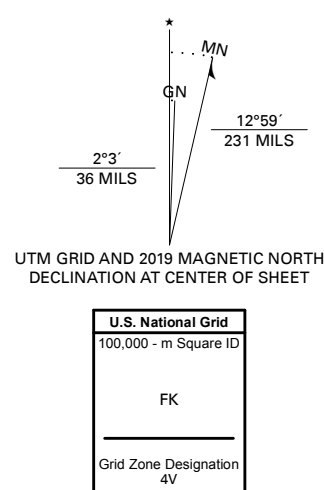 ★
MN
GN
12°59´
231 MILS
2°3´
36 MILS
UTM GRID AND 2019 MAGNETIC NORTH
DECLINATION AT CENTER OF SHEET
U.S. National Grid
100,000 - m Square ID
FK
Grid Zone Designation
4V